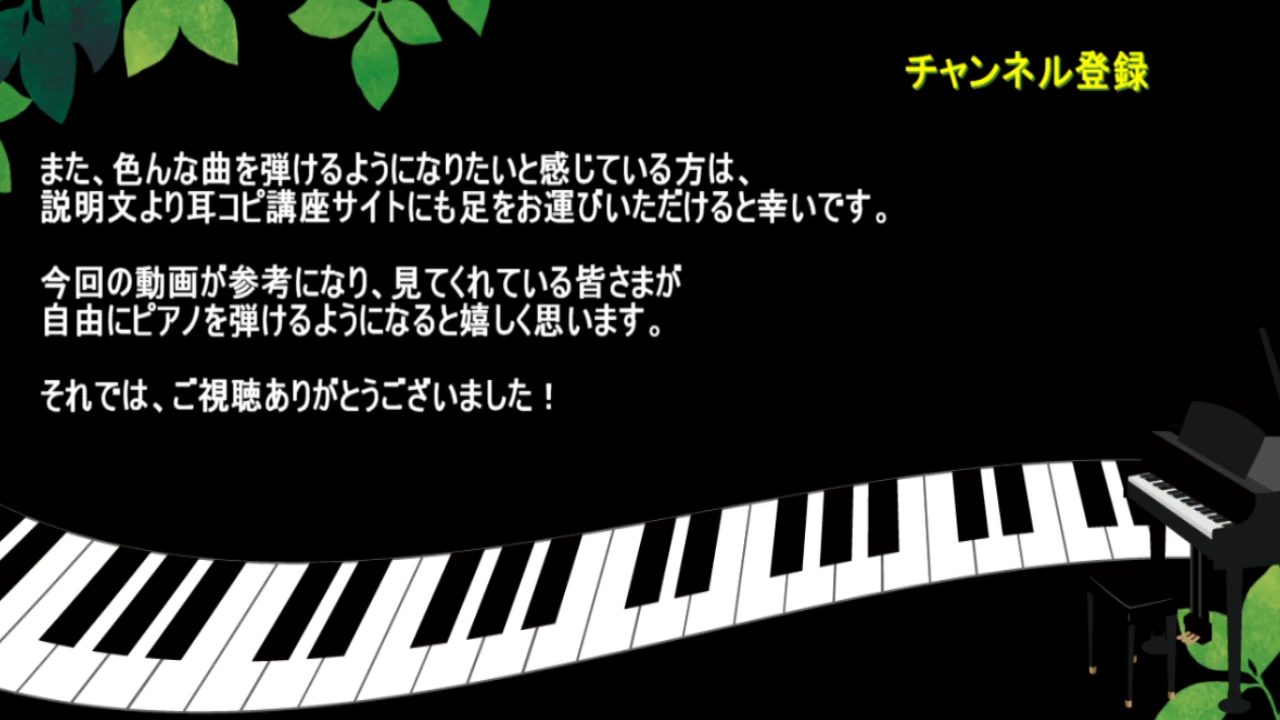 チャンネル登録
また、色んな曲を弾けるようになりたいと感じている方は、
説明文より耳コピ講座サイトにも足をお運びいただけると幸いです。
今回の動画が参考になり、見てくれている皆さまが
自由にピアノを弾けるようになると嬉しく思います。
それでは、ご視聴ありがとうございました！